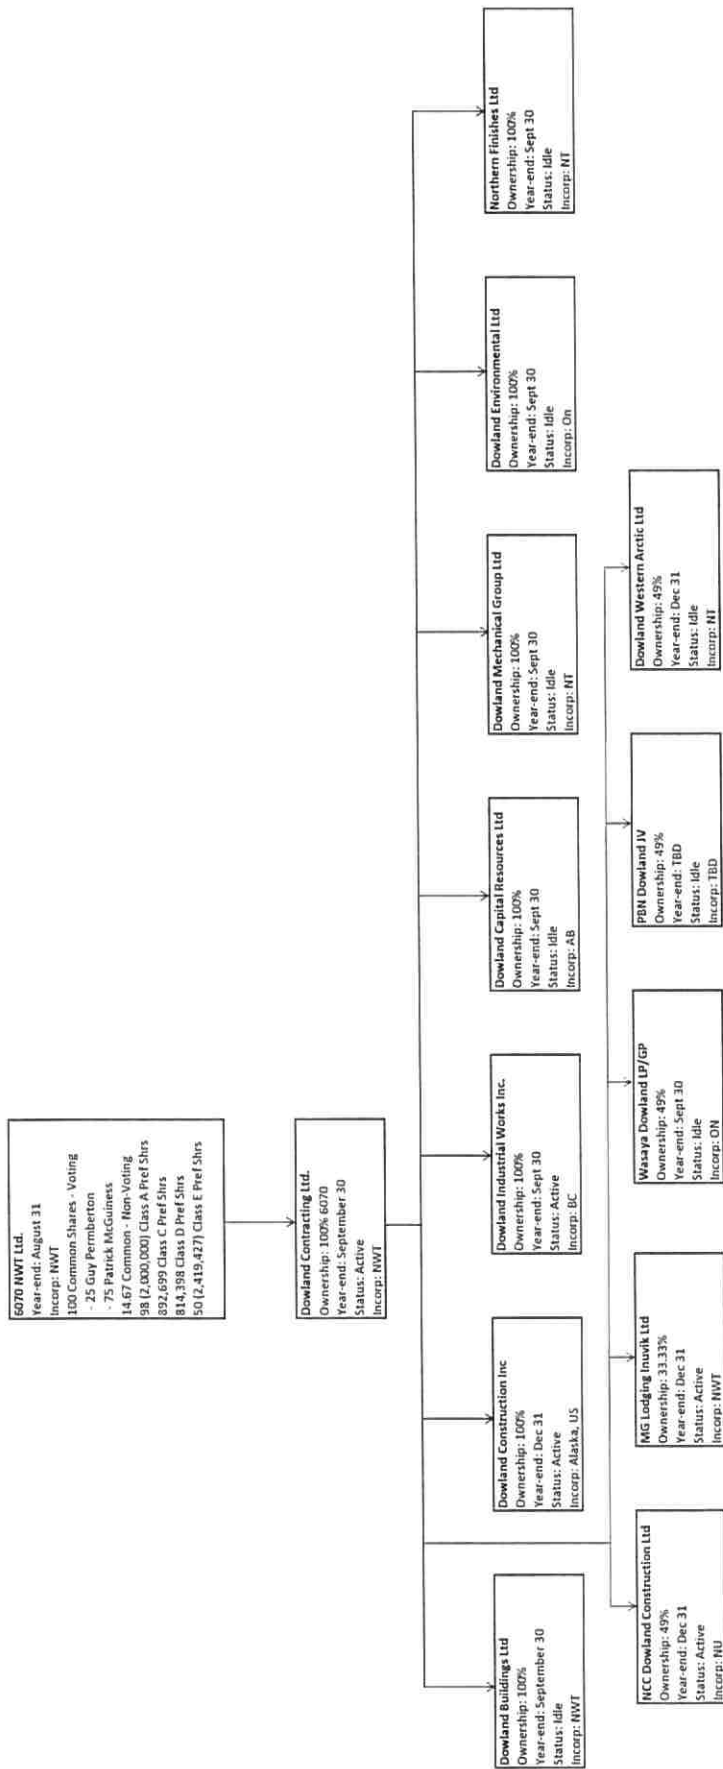 6070 NWT Ltd.
Year-end: August 31
Incorp: NWT
100 Common Shares - Voting
- 25 Guy Permberton
- 75 Patrick McGuiness
14.67 Common - Non-Voting
98 (2,000,000) Class A Pref Shrs
892,699 Class C Pref Shrs
814,398 Class D Pref Shrs
50 (2,419,427) Class E Pref Shrs
Dowland Contracting Ltd.
Ownership: 100% 6070
Year-end: September 30
Status: Active
Incorp: NWT
Dowland Buildings Ltd
Ownership: 100%
Year-end: September 30
Status: Idle
Incorp: NWT
Dowland Construction Inc
Ownership: 100%
Year-end: Dec 31
Status: Active
Incorp: Alaska, US
Dowland Industrial Works Inc.
Ownership: 100%
Year-end: Sept 30
Status: Active
Incorp: BC
Dowland Capital Resources Ltd
Ownership: 100%
Year-end: Sept 30
Status: Idle
Incorp: AB
Dowland Mechanical Group Ltd
Ownership: 100%
Year-end: Sept 30
Status: Idle
Incorp: NT
Dowland Environmental Ltd
Ownership: 100%
Year-end: Sept 30
Status: Idle
Incorp: On
Northern Finishes Ltd
Ownership: 100%
Year-end: Sept 30
Status: Idle
Incorp: NT
NCC Dowland Construction Ltd
Ownership: 49%
Year-end: Dec 31
Status: Active
Incorp: NU
MG Lodging Inuvik Ltd
Ownership: 33.33%
Year-end: Dec 31
Status: Active
Incorp: NWT
Wasaya Dowland LP/GP
Ownership: 49%
Year-end: Sept 30
Status: Idle
Incorp: ON
PBN Dowland JV
Ownership: 49%
Year-end: TBD
Status: Idle
Incorp: TBD
Dowland Western Arctic Ltd
Ownership: 49%
Year-end: Dec 31
Status: Idle
Incorp: NT